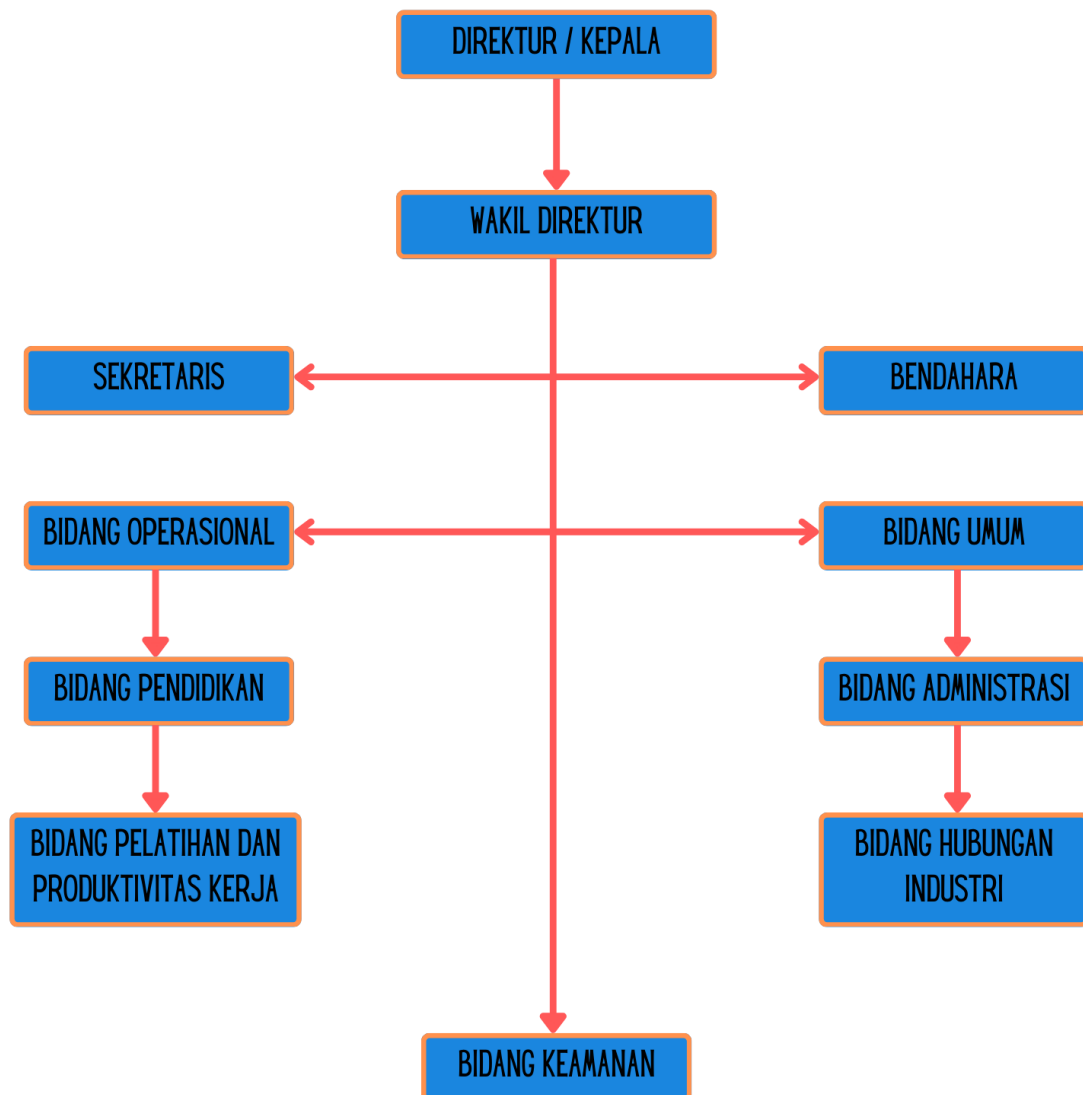 DIREKTUR / KEPALA
WAKIL DIREKTUR
SEKRETARIS
BENDAHARA
BIDANG OPERASIONAL
BIDANG UMUM
BIDANG PENDIDIKAN
BIDANG ADMINISTRASI
BIDANG PELATIHAN DAN
PRODUKTIVITAS KERJA
BIDANG HUBUNGAN
INDUSTRI
BIDANG KEAMANAN